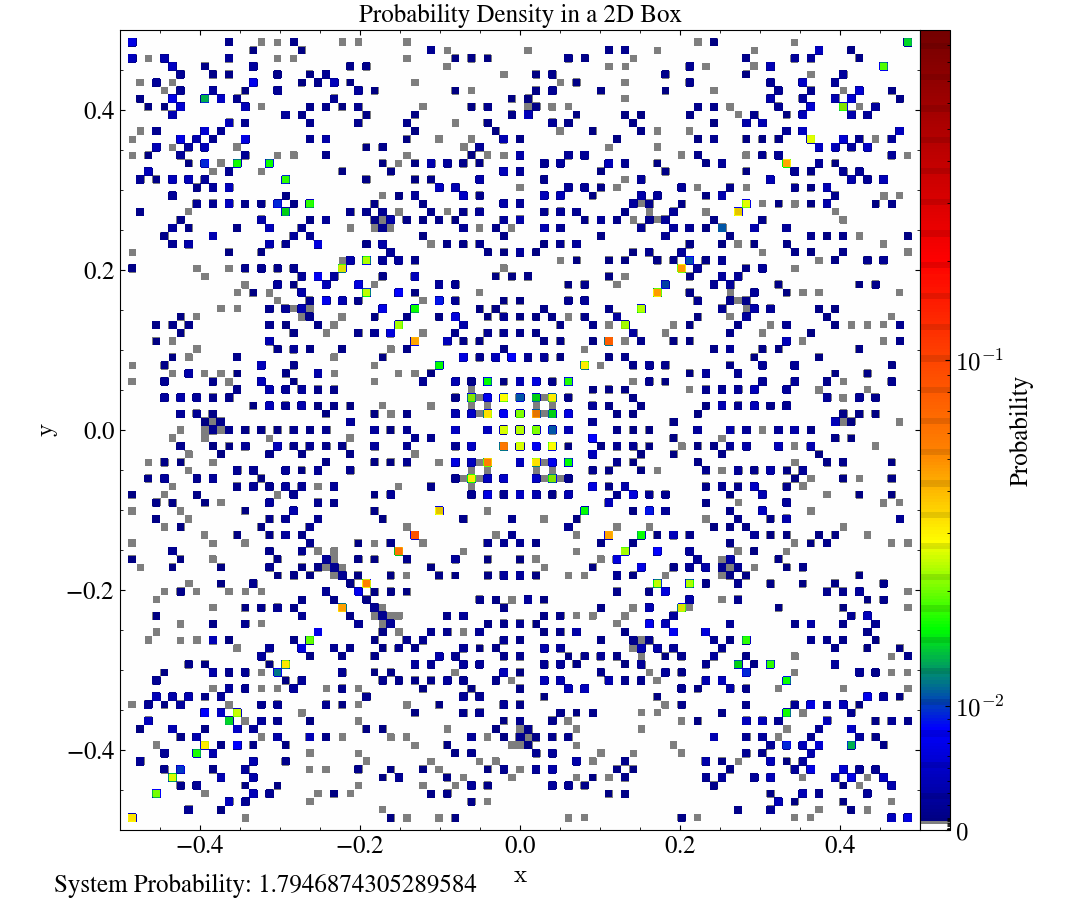 Probability Density in a 2D Box
0.4
0.2
0.0
−0.2
−0.4
y
−0.4 −0.2 0.0 0.2 0.4
x
10−1
10−2
0
Probability
System Probability: 1.7946874305289584